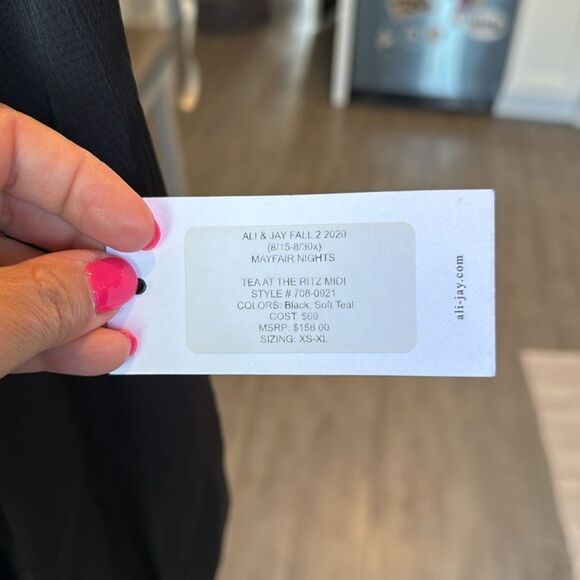 ALI & JAY FALL 2 2020
(8/15-8/30x)
MAYFAIR NIGHTS
TEA AT THE RITZ MIDI
STYLE # 708-0921
COLORS: Black, Soft Teal
COST $69
MSRP: $158.00
SIZING: XS-XL
ali-jay.com